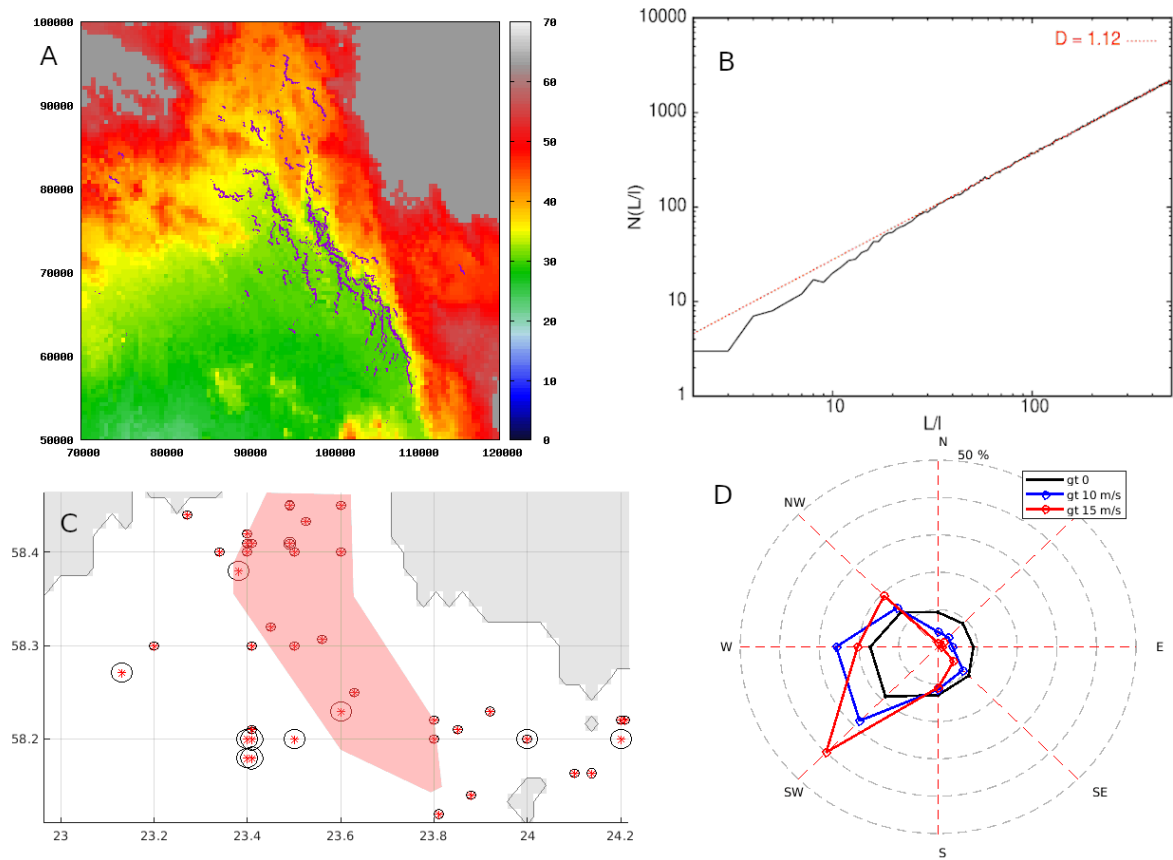 A
100000
90000
80000
70000
60000
50000
70000 80000 90000 100000 110000 120000
70
60
50
40
30
20
10
0
B
10000
1000
100
10
1
N(L/l)
D = 1.12
10 100
L/l
C
58.4
58.3
58.2
23 23.2 23.4 23.6 23.8 24 24.2
D
N
50 %
gt 0
gt 10 m/s
gt 15 m/s
NW
W
E
SW
SE
S